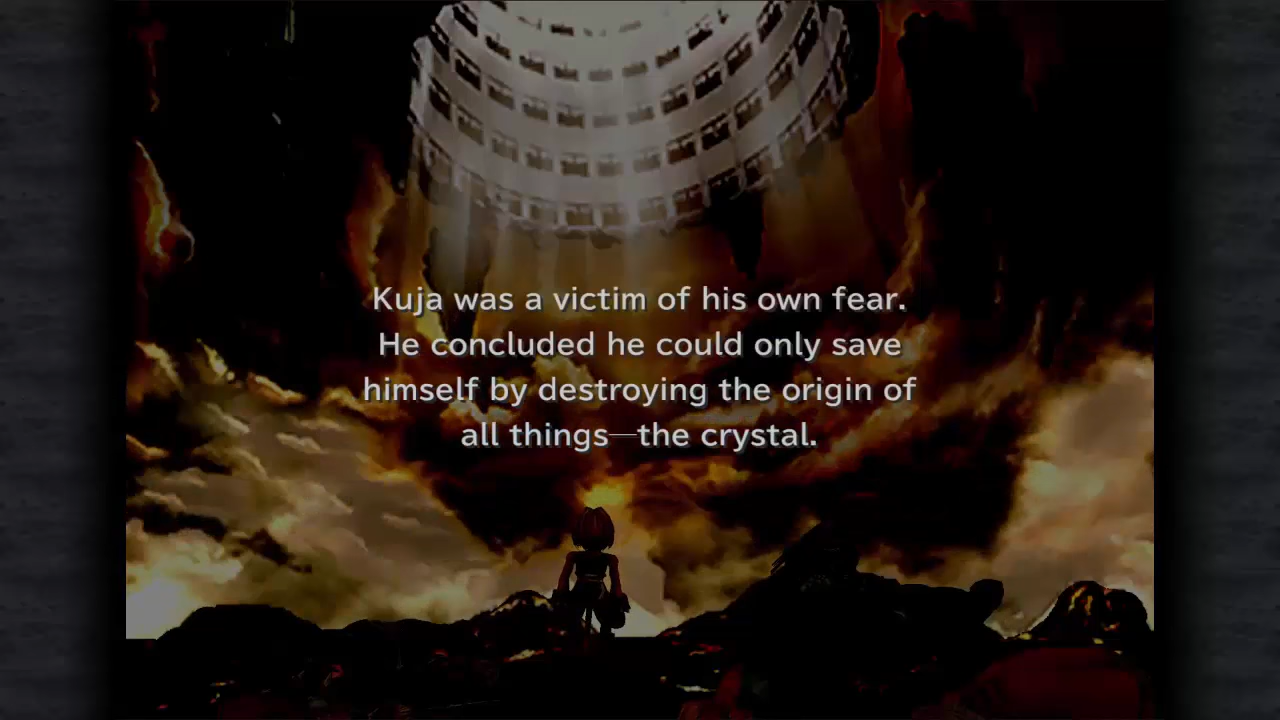 Kuja was a victim of his own fear.
He concluded he could only save
himself by destroying the origin of
all things—the crystal.